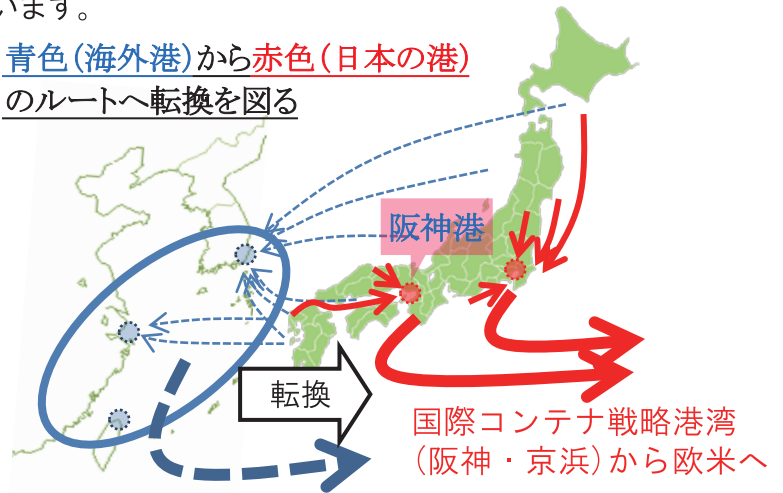 います。
青色(海外港)から赤色(日本の港)
のルートへ転換を図る
阪神港
転換
国際コンテナ戦略港湾
(阪神・京浜)から欧米へ